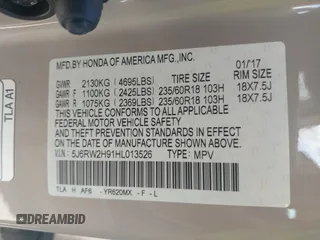 TLA A1
MFD.BY HONDA OF AMERICA MFG.,INC. 01/17
GVWR 2130KG (4695LBS) TIRE SIZE RIM SIZE
GAWR F 1100KG (2425LBS) 235/60R18 103H 18X7.5J
GAWR R 1075KG (2369LBS) 235/60R18 103H 18X7.5J
THIS VEHICLE CONFORMS TO ALL APPLICABLE
FEDERAL MOTOR VEHICLE SAFETY AND THEFT
PREVENTION STANDARDS IN EFFECT ON THE DATE OF
MANUFACTURE SHOWN ABOVE.
VIN: 5J6RW2H91HL013526 TYPE: MPV
TLA H AF6 - YR620MX - F - L
DREAMBID
dreambid.com